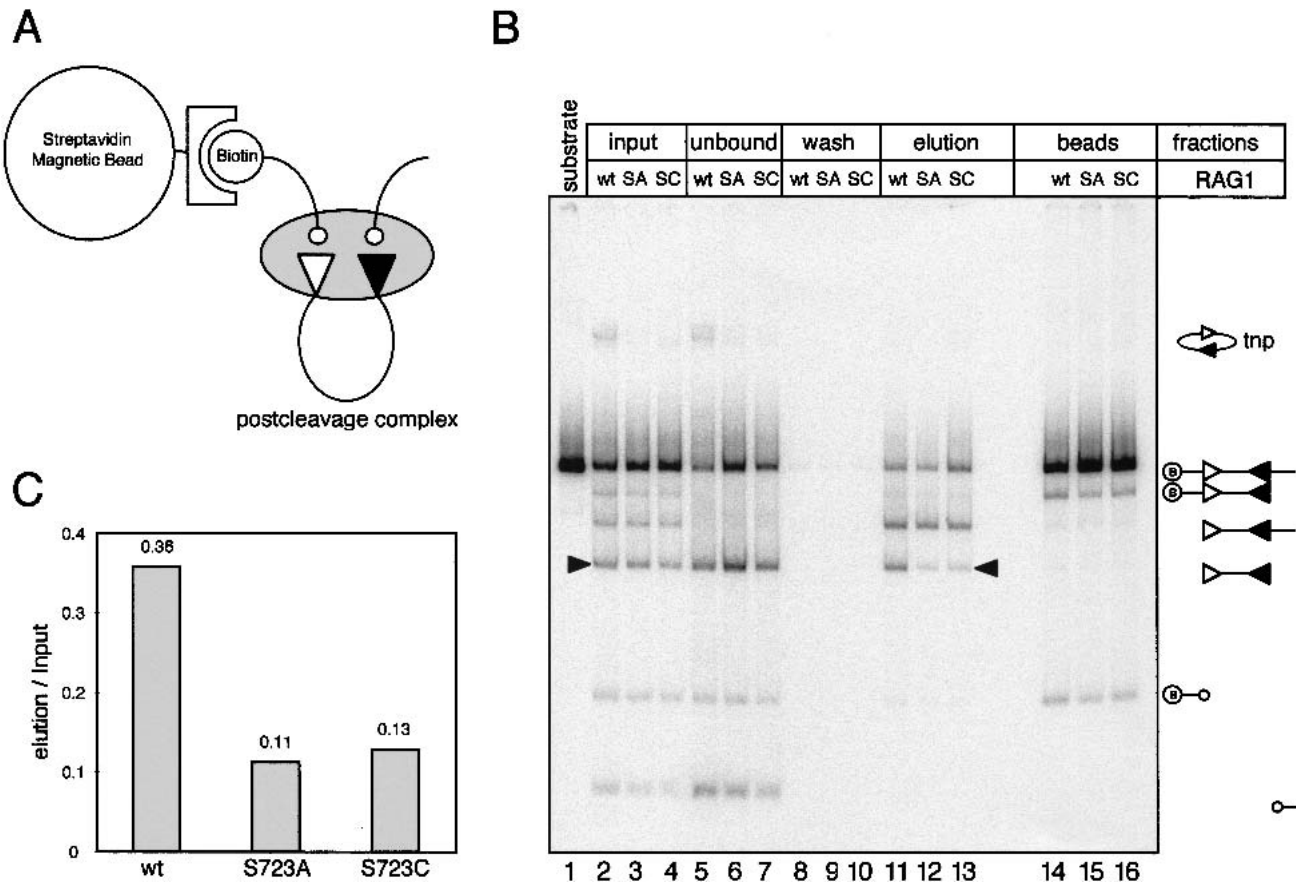 A
Streptavidin
Magnetic Bead
Biotin
postcleavage complex
B
substrate
input unbound wash elution beads fractions
wt SA SC wt SA SC wt SA SC wt SA SC wt SA SC RAG1
tnp
B
B
B
1 2 3 4 5 6 7 8 9 10 11 12 13 14 15 16
C
elution / Input
0.4
0.3
0.2
0.1
0
0.36
0.11
0.13
wt S723A S723C